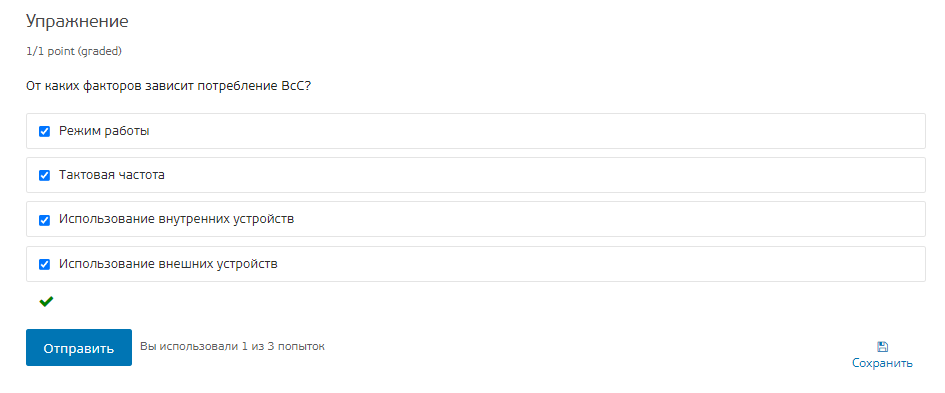 Упражнение
1/1 point (graded)
От каких факторов зависит потребление ВсС?
Режим работы
Тактовая частота
Использование внутренних устройств
Использование внешних устройств
Отправить
Вы использовали 1 из 3 попыток
Сохранить